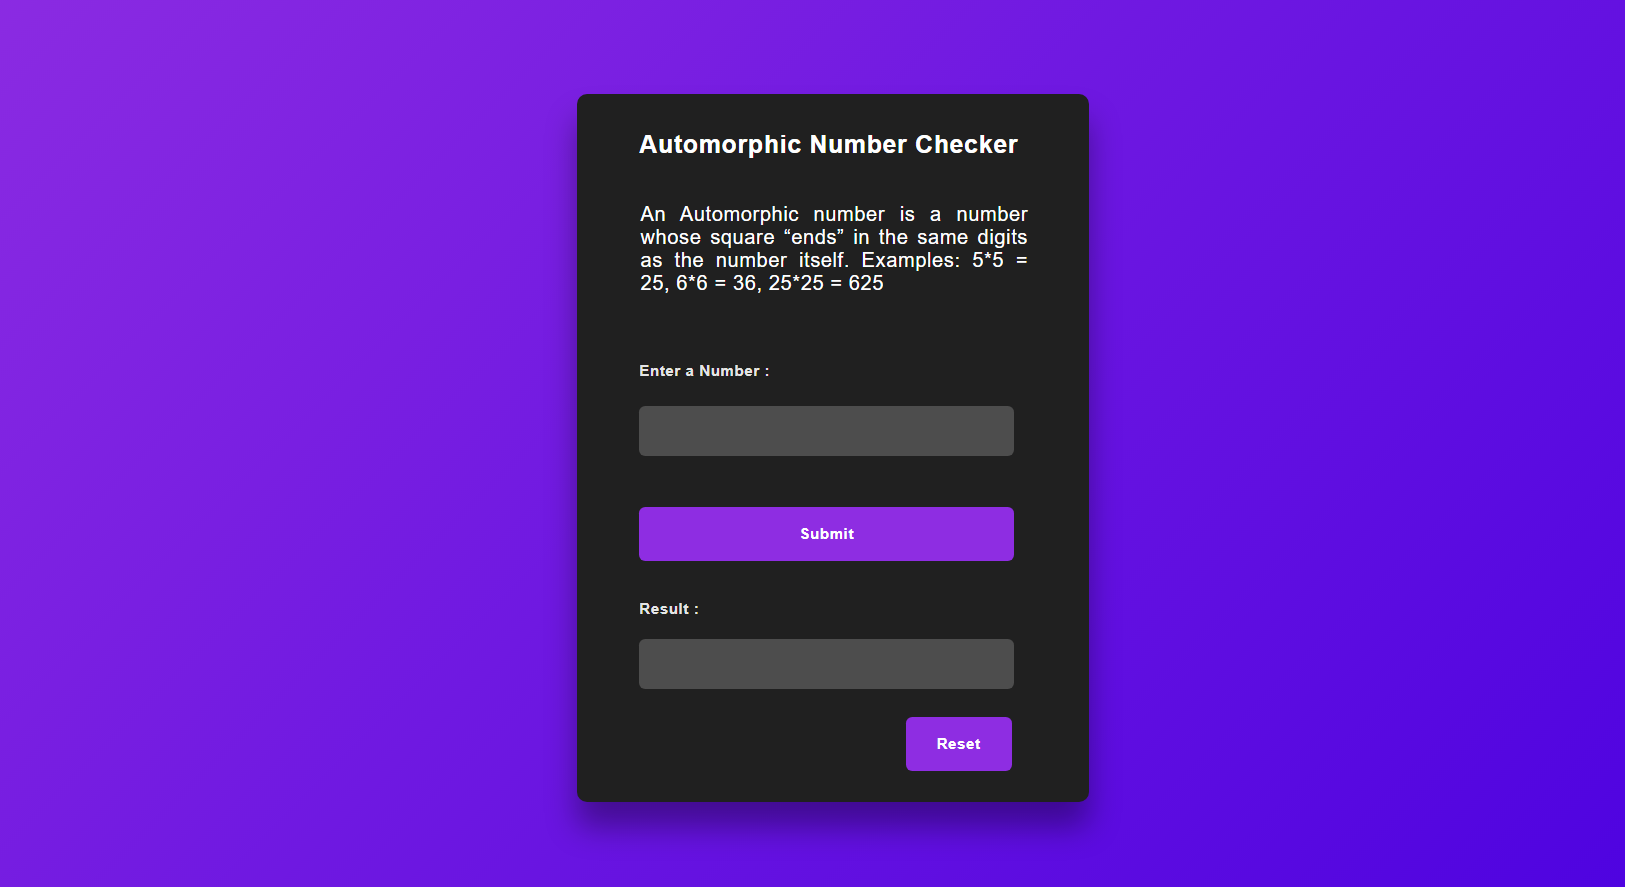 Automorphic Number Checker
An Automorphic number is a number
whose square “ends” in the same digits
as the number itself. Examples: 5*5 =
25, 6*6 = 36, 25*25 = 625
Enter a Number :
Submit
Result :
Reset